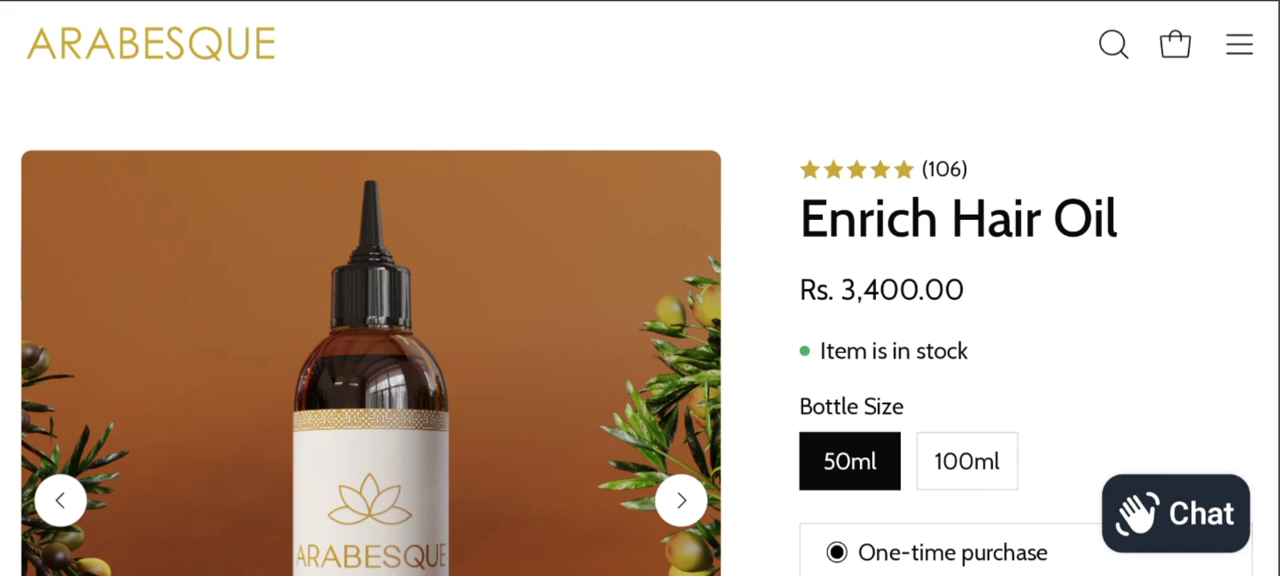 ARABESQUE
★★★★★ (106)
Enrich Hair Oil
Rs. 3,400.00
Item is in stock
Bottle Size
50ml 100ml
One-time purchase
Chat
ARABESQUE